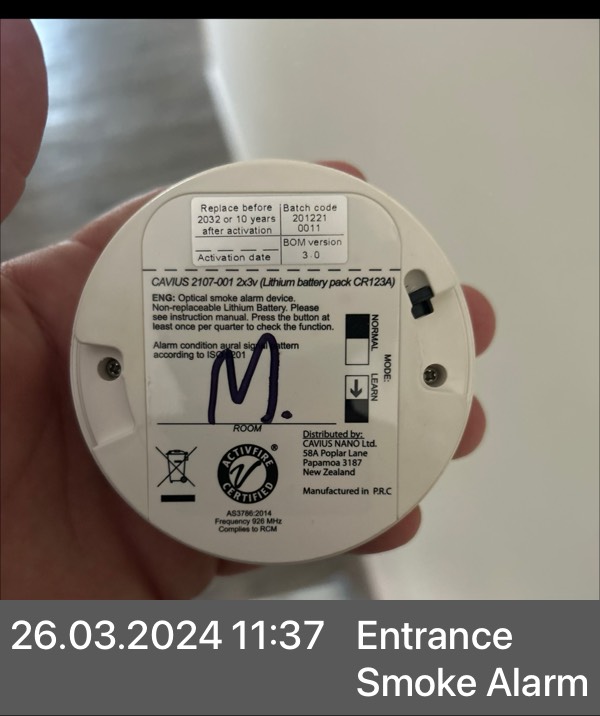 Replace before
2032 or 10 years
after activation
Activation date
Batch code
201221
0011
BOM version
3.0
CAVIUS 2107-001 2x3v (Lithium battery pack CR123A)
ENG: Optical smoke alarm device.
Non-replaceable Lithium Battery. Please
see instruction manual. Press the button at
least once per quarter to check the function.
Alarm condition aural signal pattern
according to 201
M.
ROOM
NORMAL
MODE:
LEARN
ACTIVFIRE
®
CERTIFIED
AS3786:2014
Frequency 926 MHz
Complies to RCM
Distributed by:
CAVIUS NANO Ltd.
58A Poplar Lane
Papamoa 3187
New Zealand
Manufactured in P.R.C
26.03.2024 11:37
Entrance
Smoke Alarm